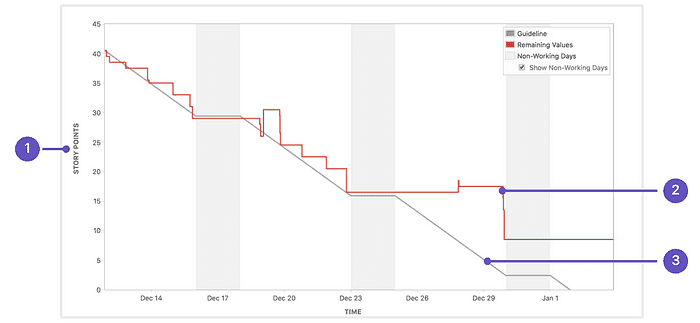 45
40
35
30
25
20
15
10
5
0
STORY POINTS
Guideline
Remaining Values
Non-Working Days
Show Non-Working Days
1
2
3
Dec 14 Dec 17 Dec 20 Dec 23 Dec 26 Dec 29 Jan 1
TIME